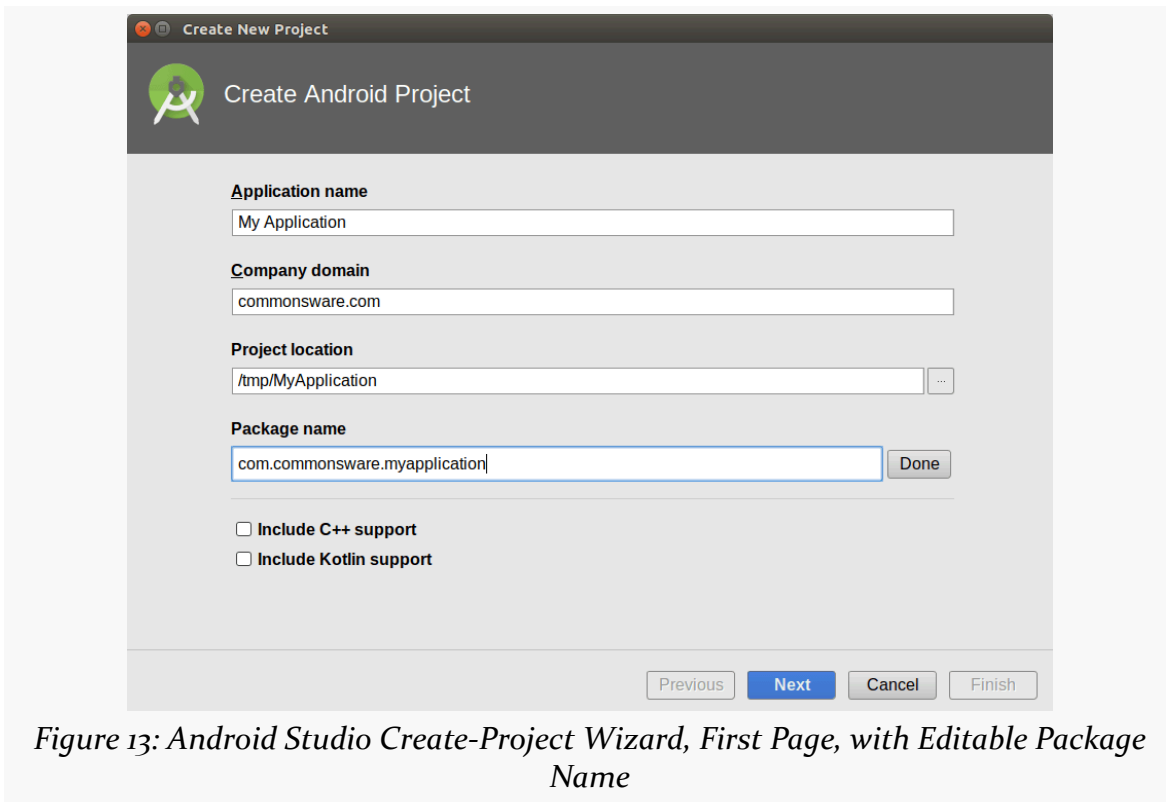 Create New Project
Create Android Project
Application name
My Application
Company domain
commonsware.com
Project location
/tmp/MyApplication
...
Package name
com.commonsware.myapplication
Done
Include C++ support
Include Kotlin support
Previous
Next
Cancel
Finish
Figure 13: Android Studio Create-Project Wizard, First Page, with Editable Package
Name